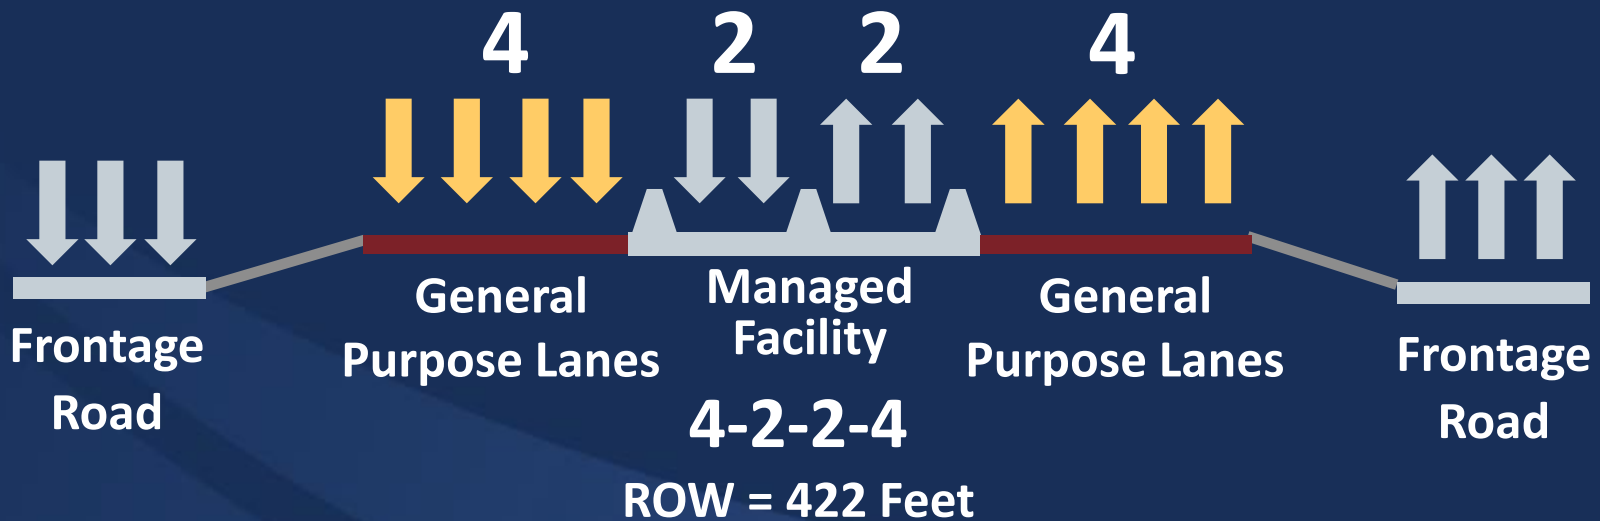 4 2 2 4
Frontage
Road
General
Purpose Lanes
Managed
Facility
General
Purpose Lanes
Frontage
Road
4-2-2-4
ROW = 422 Feet